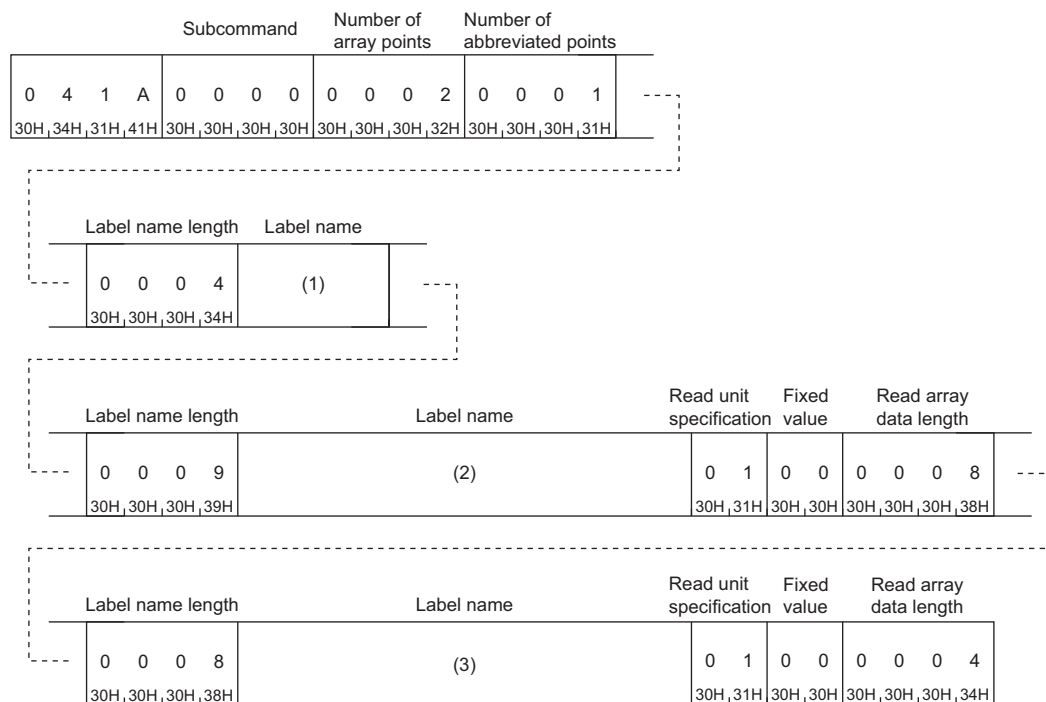 Subcommand Number of array points Number of abbreviated points
0 4 1 A 0 0 0 0 0 0 0 2 0 0 0 1
30H 34H 31H 41H 30H 30H 30H 30H 30H 30H 30H 32H 30H 30H 30H 31H
Label name length Label name
0 0 0 4 (1)
30H 30H 30H 34H
Label name length Label name Read unit specification Fixed value Read array data length
0 0 0 9 (2) 0 1 0 0 0 0 0 8
30H 30H 30H 39H 30H 31H 30H 30H 30H 30H 30H 38H
Label name length Label name Read unit specification Fixed value Read array data length
0 0 0 8 (3) 0 1 0 0 0 0 0 4
30H 30H 30H 38H 30H 31H 30H 30H 30H 30H 30H 34H